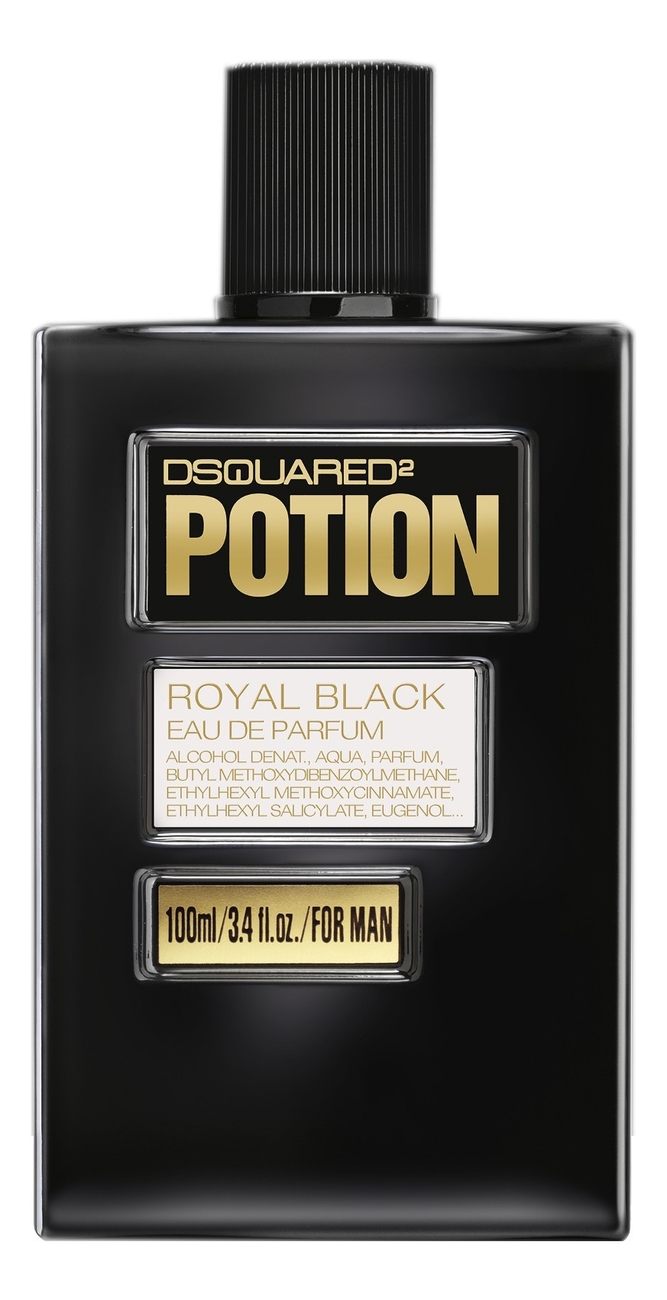 DSQUARED²
POTION
ROYAL BLACK
EAU DE PARFUM
ALCOHOL DENAT., AQUA, PARFUM,
BUTYL METHOXYDIBENZOYLMETHANE,
ETHYLHEXYL METHOXYCINNAMATE,
ETHYLHEXYL SALICYLATE, EUGENOL...
100ml/3.4 fl.oz./FOR MAN